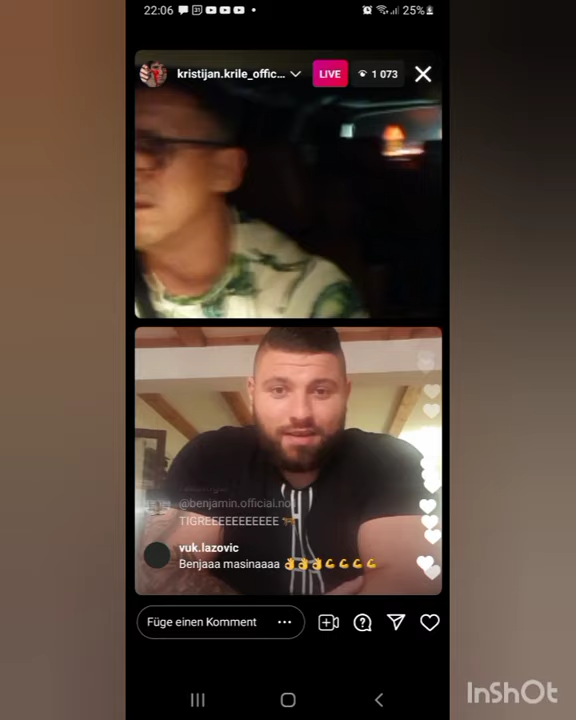 22:06
25%
kristijan.krile_offic...
LIVE
1 073
@benjamin.official.no
TIGREEEEEEEEEEE
vuk.lazovic
Benjaaa masinaaaa 👌👌👌💪💪💪💪
Füge einen Kommentar
InShOt